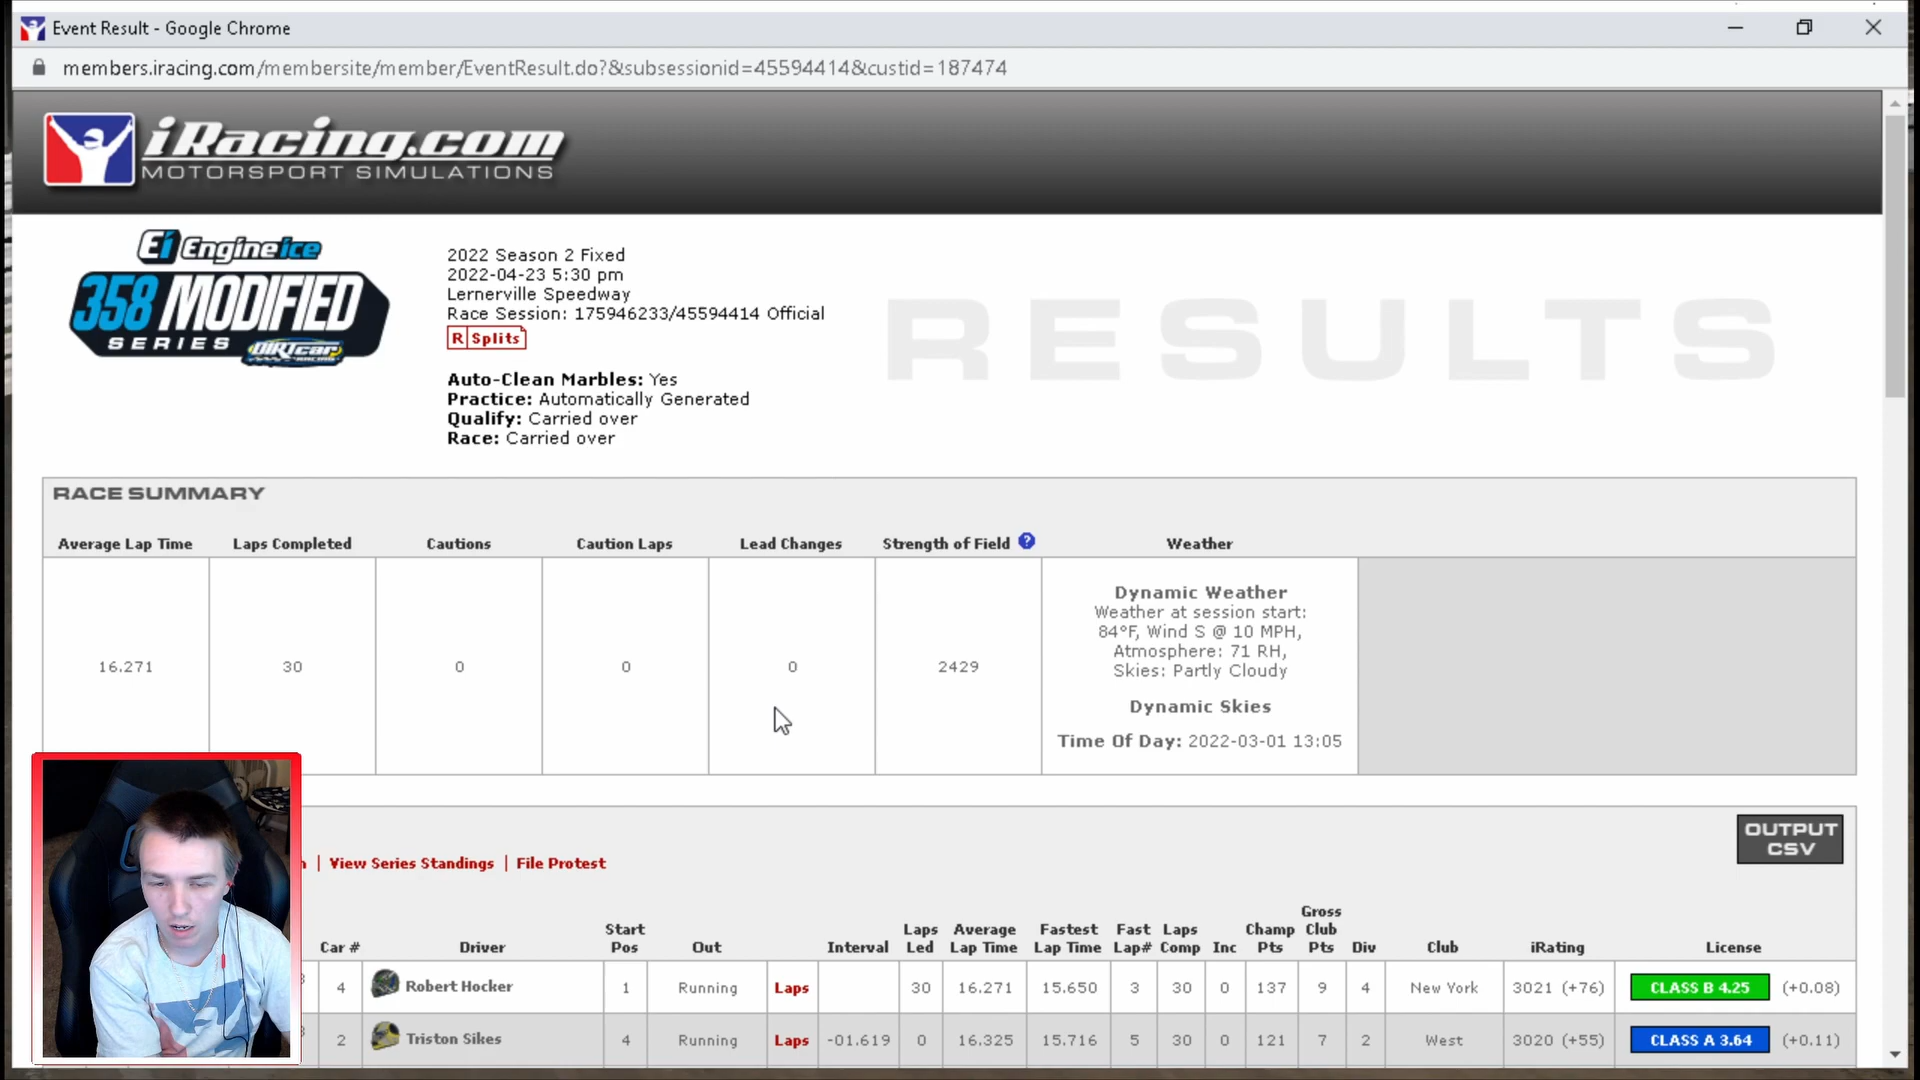 Event Result - Google Chrome
members.iracing.com/membersite/member/EventResult.do?&subsessionid=45594414&custid=187474
iRacing.com
MOTORSPORT SIMULATIONS
Ei Engine ice
358 MODIFIED
SERIES DIRTcar RACING
2022 Season 2 Fixed
2022-04-23 5:30 pm
Lernerville Speedway
Race Session: 175946233/45594414 Official
R Splits
Auto-Clean Marbles: Yes
Practice: Automatically Generated
Qualify: Carried over
Race: Carried over
RESULTS
RACE SUMMARY
Average Lap Time Laps Completed Cautions Caution Laps Lead Changes Strength of Field ? Weather
16.271 30 0 0 0 2429
Dynamic Weather
Weather at session start:
84°F, Wind S @ 10 MPH,
Atmosphere: 71 RH,
Skies: Partly Cloudy
Dynamic Skies
Time Of Day: 2022-03-01 13:05
| View Series Standings | File Protest
OUTPUT
CSV
Car # Driver Start Pos Out Interval Laps Led Average Lap Time Fastest Lap Time Fast Lap# Laps Comp Inc Champ Pts Gross Club Pts Div Club iRating License
4 Robert Hocker 1 Running Laps 30 16.271 15.650 3 30 0 137 9 4 New York 3021 (+76) CLASS B 4.25 (+0.08)
2 Triston Sikes 4 Running Laps -01.619 0 16.325 15.716 5 30 0 121 7 2 West 3020 (+55) CLASS A 3.64 (+0.11)